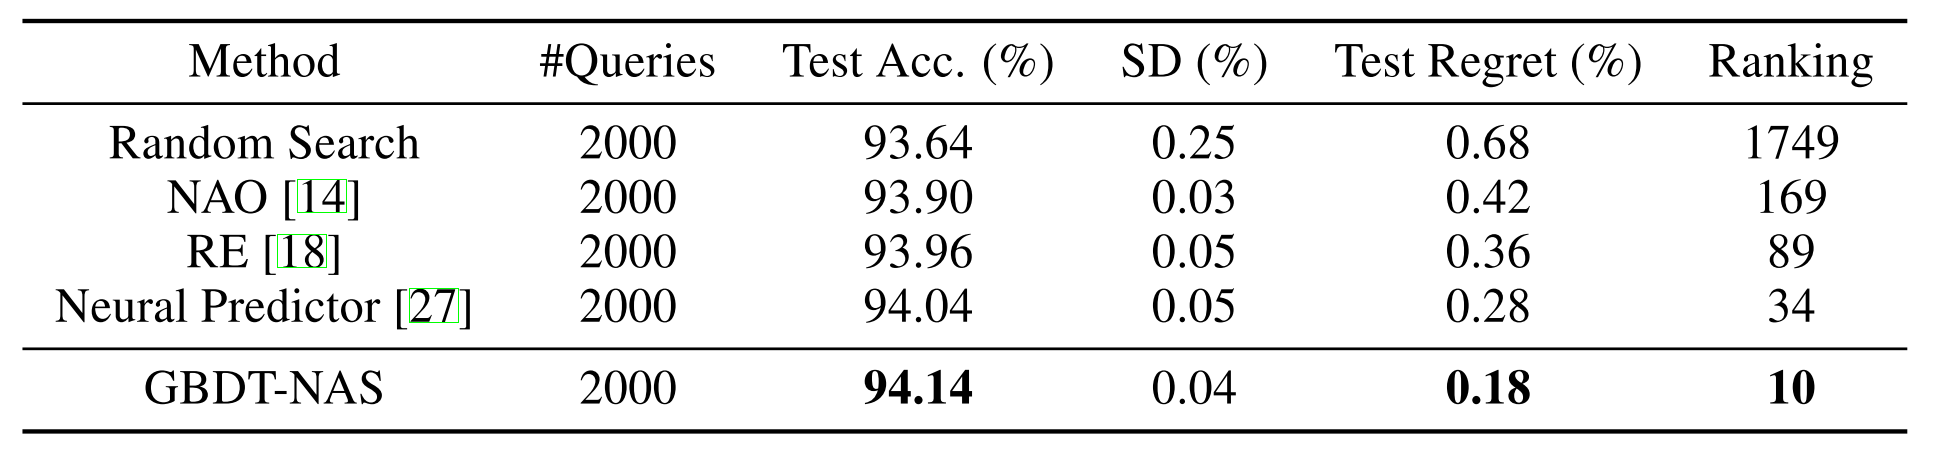 Method #Queries Test Acc. (%) SD (%) Test Regret (%) Ranking
Random Search 2000 93.64 0.25 0.68 1749
NAO [14] 2000 93.90 0.03 0.42 169
RE [18] 2000 93.96 0.05 0.36 89
Neural Predictor [27] 2000 94.04 0.05 0.28 34
GBDT-NAS 2000 94.14 0.04 0.18 10